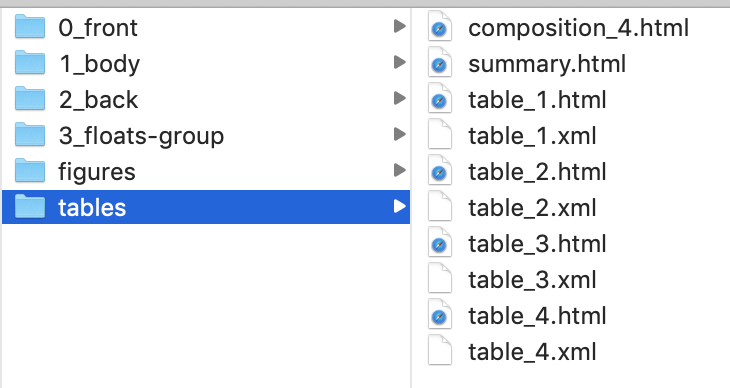 0_front
1_body
2_back
3_floats-group
figures
tables
composition_4.html
summary.html
table_1.html
table_1.xml
table_2.html
table_2.xml
table_3.html
table_3.xml
table_4.html
table_4.xml